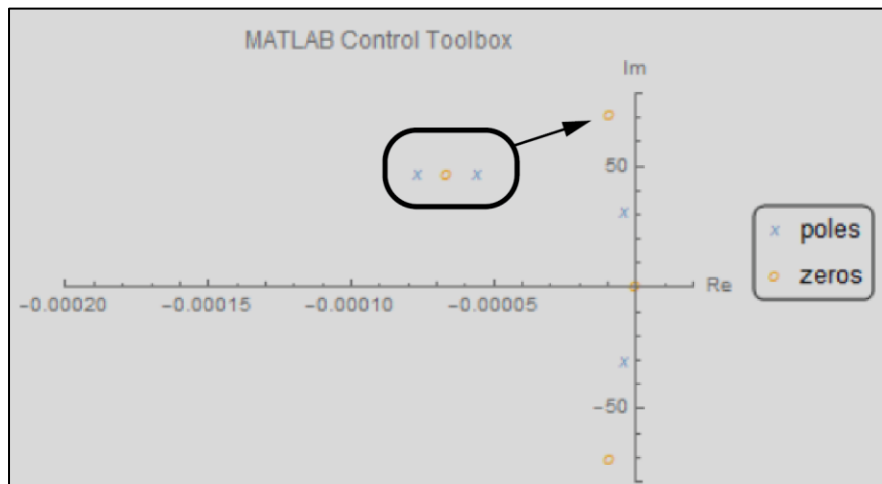 MATLAB Control Toolbox
Im
x o x
o
50
x
o
Re
-0.00020 -0.00015 -0.00010 -0.00005
x
-50
o
x poles
o zeros